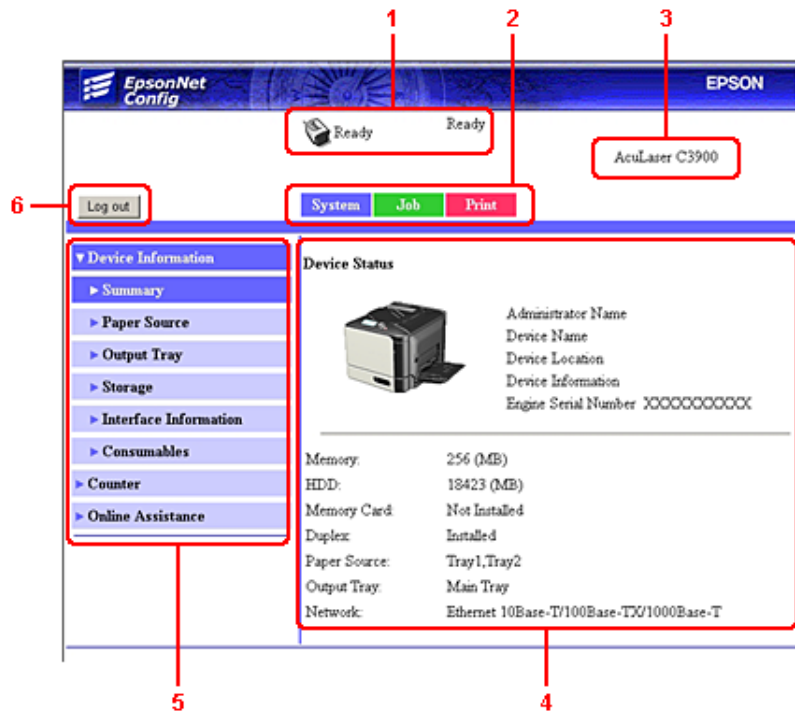 1 2 3
EpsonNet
Config
EPSON
Ready Ready
AcuLaser C3900
6 Log out System Job Print
Device Information
Summary
Paper Source
Output Tray
Storage
Interface Information
Consumables
Counter
Online Assistance
Device Status
Administrator Name
Device Name
Device Location
Device Information
Engine Serial Number XXXXXXXXXXX
Memory: 256 (MB)
HDD: 18423 (MB)
Memory Card: Not Installed
Duplex: Installed
Paper Source: Tray1,Tray2
Output Tray: Main Tray
Network: Ethernet 10Base-T/100Base-TX/1000Base-T
5 4